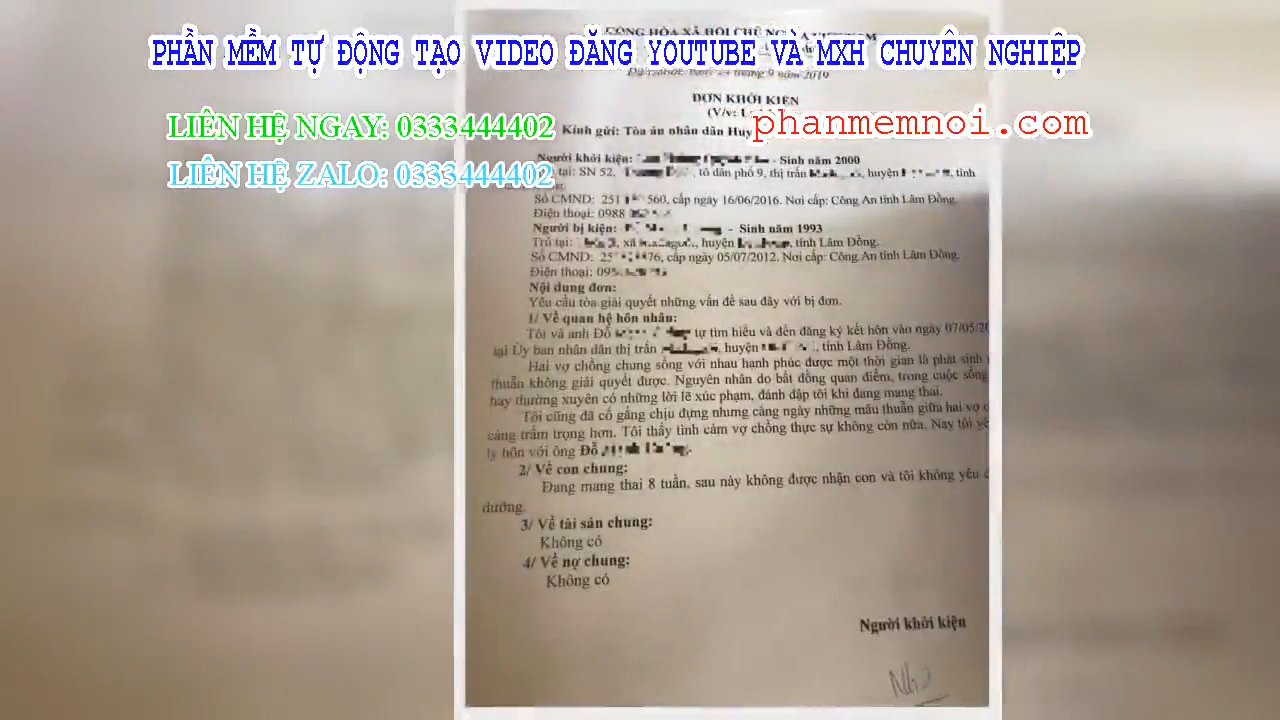 CỘNG HÒA XÃ HỘI CHỦ NGHĨA
PHẦN MỀM TỰ ĐỘNG TẠO VIDEO ĐĂNG YOUTUBE VÀ MXH CHUYÊN NGHIỆP
tháng 9 năm 2019
ĐƠN KHỞI KIỆN
(V/v:
LIÊN HỆ NGAY: 0333444402
phanmemnoi.com
Kính gửi: Tòa án nhân dân Huy
Người khởi kiện: - Sinh năm 2000
LIÊN HỆ ZALO: 0333444402
tại: SN 52, tổ dân phố 9, thị trấn huyện tỉnh
Số CMND: 251 560, cấp ngày 16/06/2016. Nơi cấp: Công An tỉnh Lâm Đồng.
Điện thoại: 0988
Người bị kiện: - Sinh năm 1993
Trú tại: 3, xã huyện tỉnh Lâm Đồng.
Số CMND: 25 76, cấp ngày 05/07/2012. Nơi cấp: Công An tỉnh Lâm Đồng.
Điện thoại: 09
Nội dung đơn:
Yêu cầu tòa giải quyết những vấn đề sau đây với bị đơn.
1/ Về quan hệ hôn nhân:
Tôi và anh Đỗ tự tìm hiểu và đến đăng ký kết hôn vào ngày 07/05/20
tại Ủy ban nhân dân thị trấn huyện tỉnh Lâm Đồng.
Hai vợ chồng chung sống với nhau hạnh phúc được một thời gian là phát sinh
thuẫn không giải quyết được. Nguyên nhân do bất đồng quan điểm, trong cuộc sống
hay thường xuyên có những lời lẽ xúc phạm, đánh đập tôi khi đang mang thai.
Tôi cũng đã cố gắng chịu đựng nhưng càng ngày những mâu thuẫn giữa hai vợ c
càng trầm trọng hơn. Tôi thấy tình cảm vợ chồng thực sự không còn nữa. Nay tôi yê
ly hôn với ông Đỗ
2/ Về con chung:
Đang mang thai 8 tuần, sau này không được nhận con và tôi không yêu c
dưỡng.
3/ Về tài sản chung:
Không có
4/ Về nợ chung:
Không có
Người khởi kiện